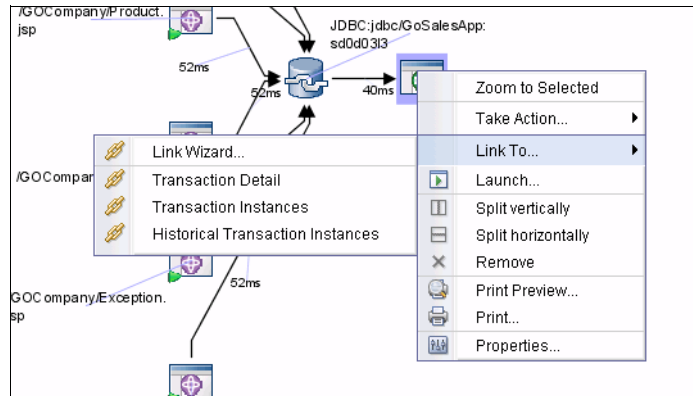 /GOCompany/Product.
jsp
JDBC:jdbc/GoSalesApp:
sd0d03l3
52ms
52ms
40ms
Zoom to Selected
Take Action...
Link To...
Link Wizard...
Transaction Detail
Transaction Instances
Historical Transaction Instances
/GOCompar
Launch...
Split vertically
Split horizontally
Remove
Print Preview...
Print...
Properties...
52ms
GOCompany/Exception.
sp